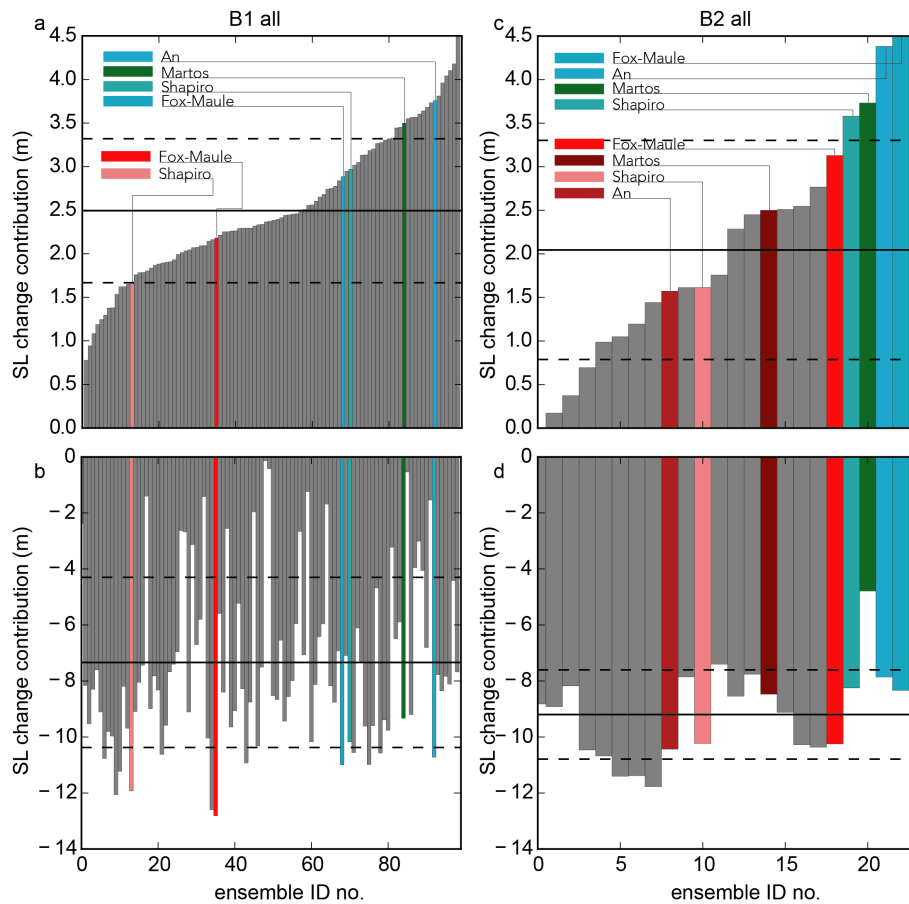 B1 all
B2 all
a
SL change contribution (m)
4.5
4.0
3.5
3.0
2.5
2.0
1.5
1.0
0.5
0.0
An
Martos
Shapiro
Fox-Maule
Fox-Maule
Shapiro
c
SL change contribution (m)
4.5
4.0
3.5
3.0
2.5
2.0
1.5
1.0
0.5
0.0
Fox-Maule
An
Martos
Shapiro
Fox-Maule
Martos
Shapiro
An
b
SL change contribution (m)
0
− 2
− 4
− 6
− 8
− 10
− 12
− 14
0 20 40 60 80
ensemble ID no.
d
SL change contribution (m)
0
− 2
− 4
− 6
− 8
− 10
− 12
− 14
0 5 10 15 20
ensemble ID no.